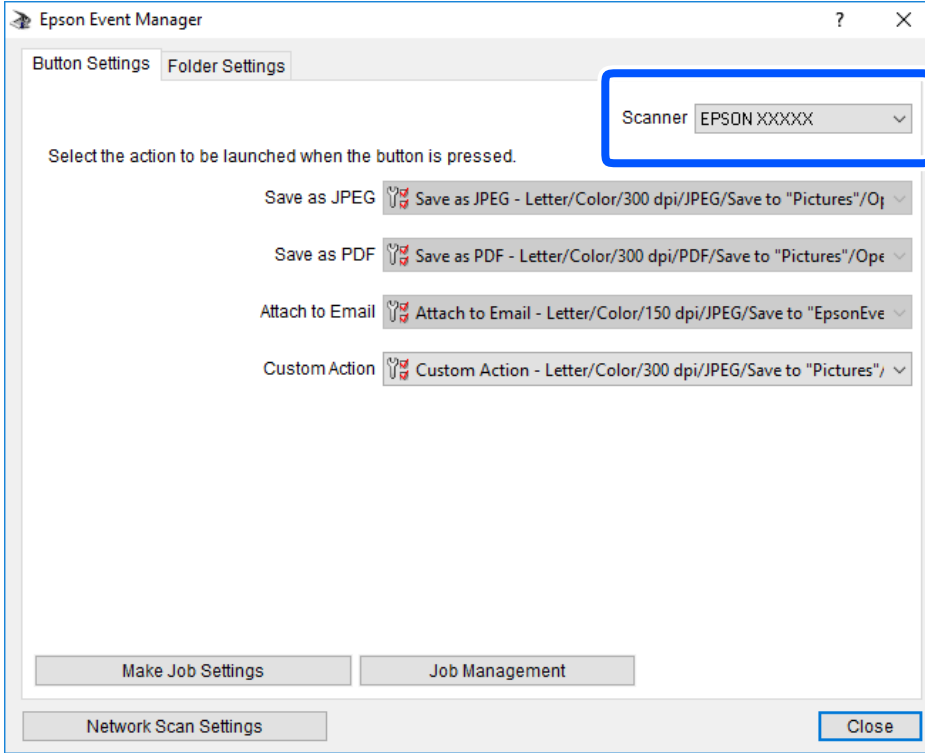 Epson Event Manager
Button Settings Folder Settings
Scanner EPSON XXXXX
Select the action to be launched when the button is pressed.
Save as JPEG Save as JPEG - Letter/Color/300 dpi/JPEG/Save to "Pictures"/Op
Save as PDF Save as PDF - Letter/Color/300 dpi/PDF/Save to "Pictures"/Ope
Attach to Email Attach to Email - Letter/Color/150 dpi/JPEG/Save to "EpsonEve
Custom Action Custom Action - Letter/Color/300 dpi/JPEG/Save to "Pictures"/
Make Job Settings Job Management
Network Scan Settings Close